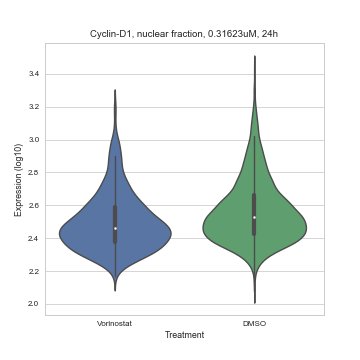 Cyclin-D1, nuclear fraction, 0.31623uM, 24h
3.4
3.2
3.0
2.8
2.6
2.4
2.2
2.0
Expression (log10)
Vorinostat DMSO
Treatment